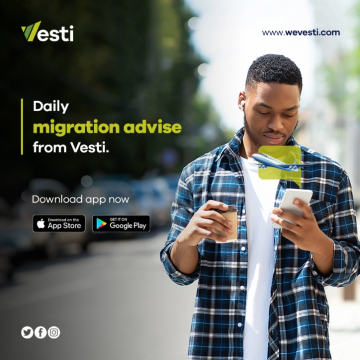 Vesti
www.wevesti.com
Daily
migration advise
from Vesti.
Download app now
Download on the
App Store
GET IT ON
Google Play